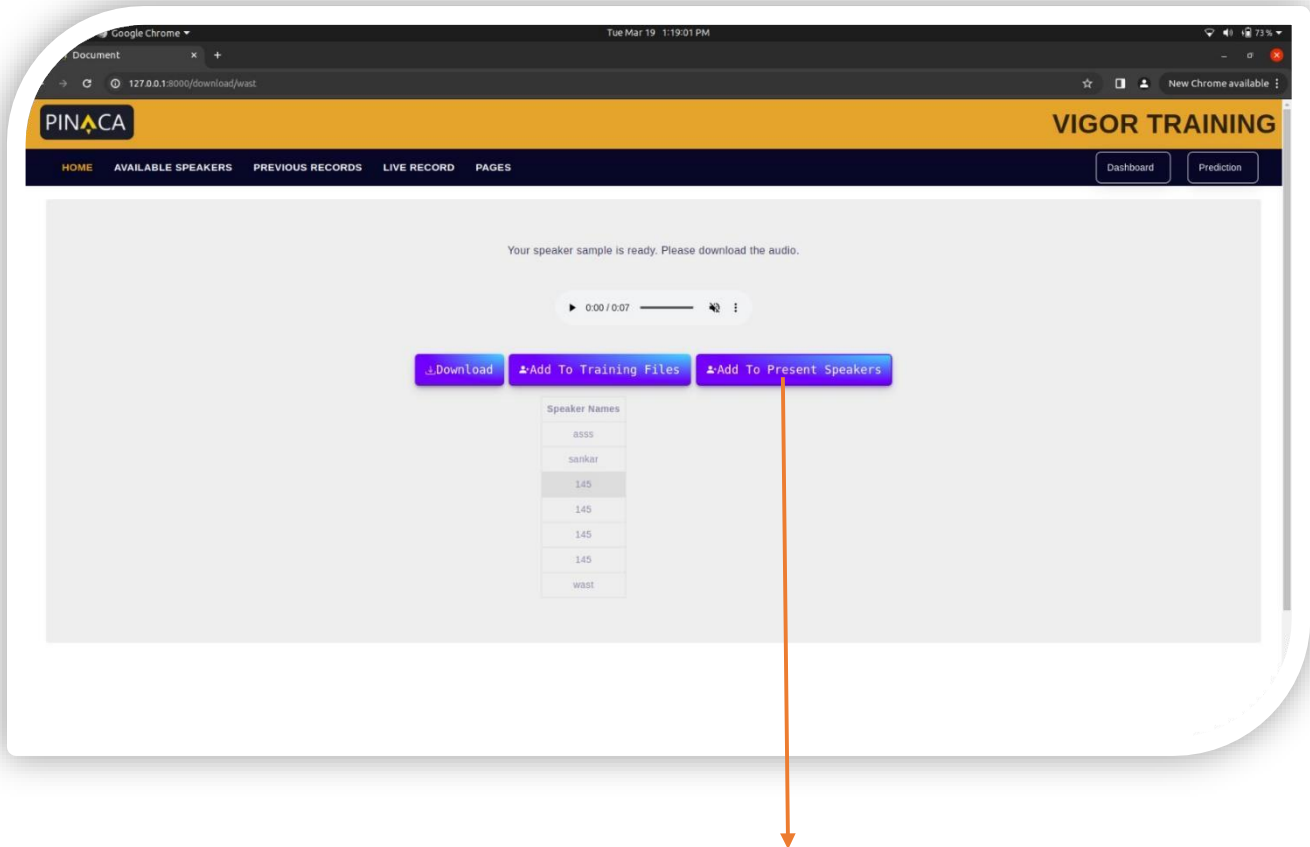 Google Chrome Tue Mar 19 1:19:01 PM 73 %
Document
127.0.0.1:8000/download/wast New Chrome available
PINACA VIGOR TRAINING
HOME AVAILABLE SPEAKERS PREVIOUS RECORDS LIVE RECORD PAGES Dashboard Prediction
Your speaker sample is ready. Please download the audio.
0:00 / 0:07
Download Add To Training Files Add To Present Speakers
Speaker Names
asss
sankar
145
145
145
145
wast